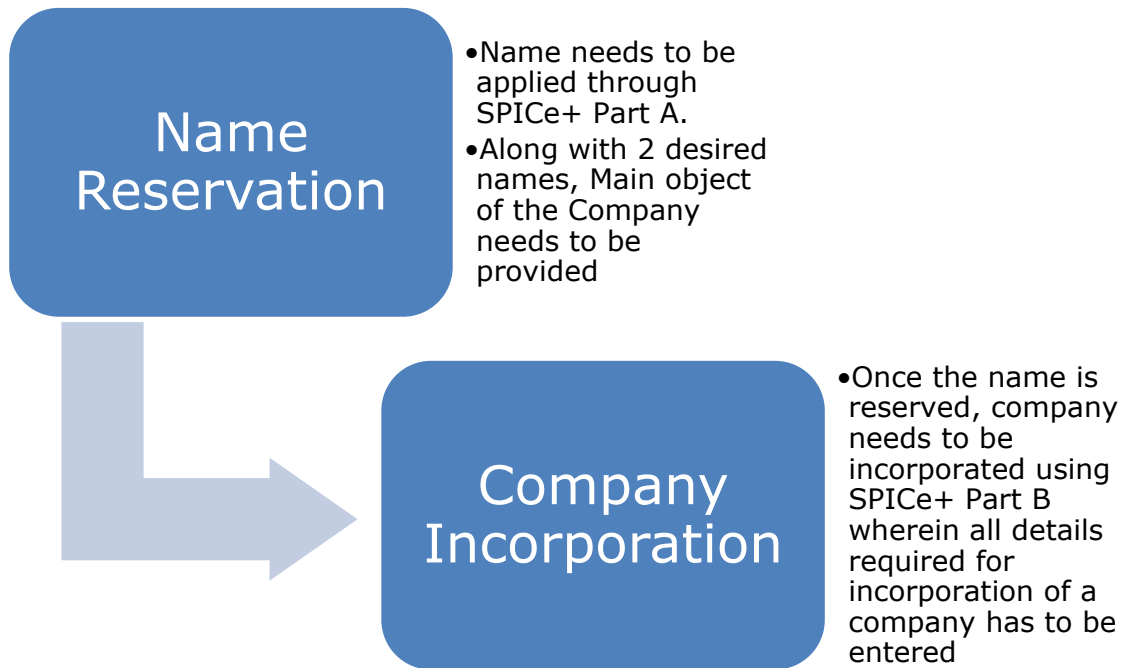 Name
Reservation
•Name needs to be
applied through
SPICe+ Part A.
•Along with 2 desired
names, Main object
of the Company
needs to be
provided
Company
Incorporation
•Once the name is
reserved, company
needs to be
incorporated using
SPICe+ Part B
wherein all details
required for
incorporation of a
company has to be
entered